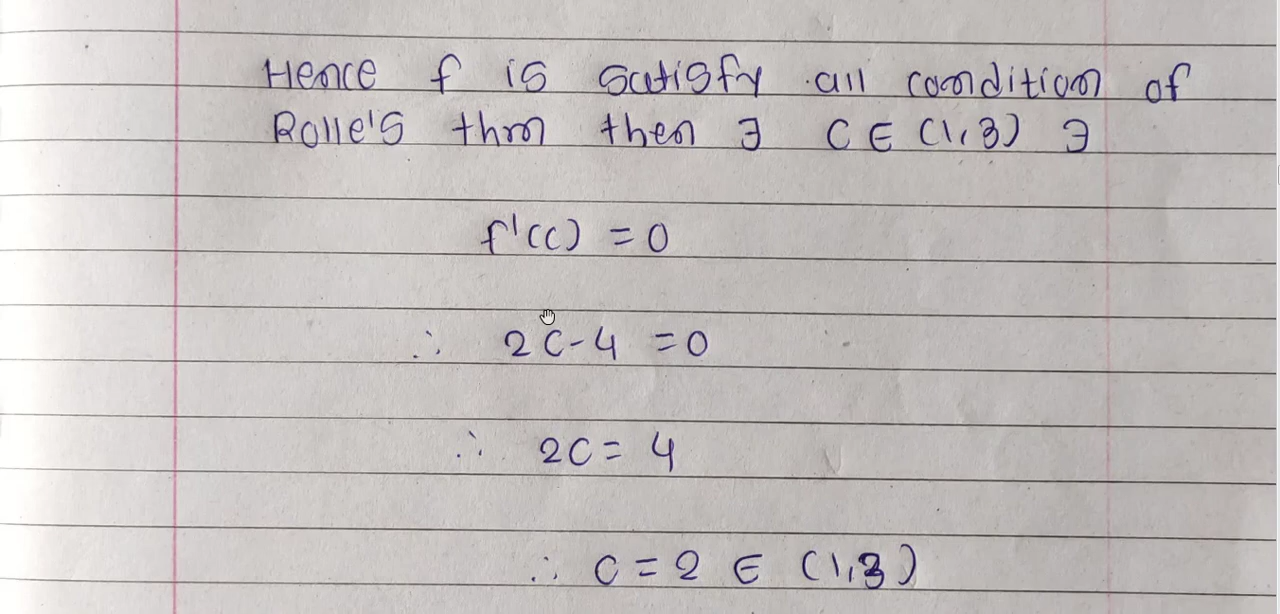 Hence f is satisfy all condition of
Rolle's thm then ∃ C ∈ (1,3) ∋
f'(c) = 0
∴ 2c-4 = 0
∴ 2c = 4
∴ c = 2 ∈ (1,3)